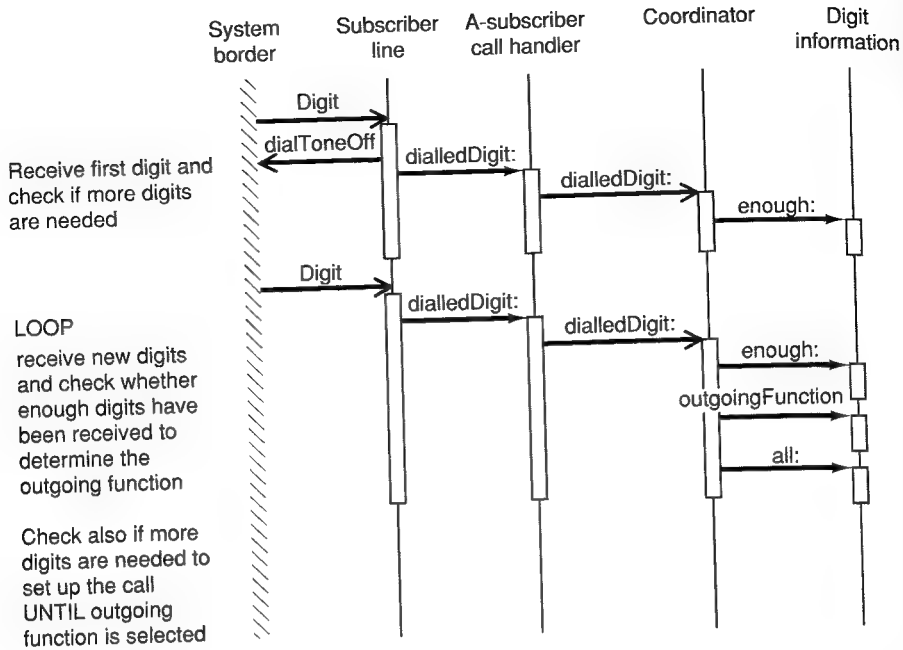 System
border
Subscriber
line
A-subscriber
call handler
Coordinator
Digit
information
Digit
dialToneOff
Receive first digit and
check if more digits
are needed
dialledDigit:
dialledDigit:
enough:
Digit
LOOP
receive new digits
and check whether
enough digits have
been received to
determine the
outgoing function
dialledDigit:
dialledDigit:
enough:
outgoingFunction
all:
Check also if more
digits are needed to
set up the call
UNTIL outgoing
function is selected